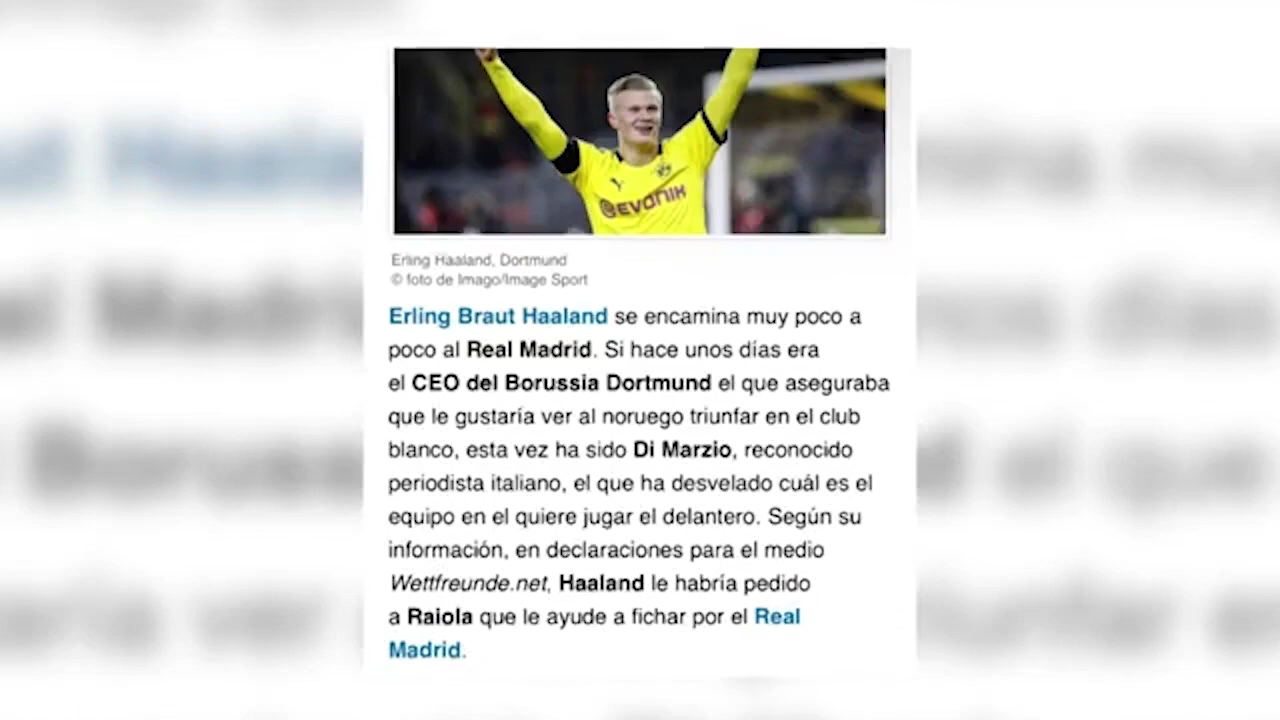 EVONIK
Erling Haaland, Dortmund
© foto de Imago/Image Sport
Erling Braut Haaland se encamina muy poco a
poco al Real Madrid. Si hace unos días era
el CEO del Borussia Dortmund el que aseguraba
que le gustaría ver al noruego triunfar en el club
blanco, esta vez ha sido Di Marzio, reconocido
periodista italiano, el que ha desvelado cuál es el
equipo en el quiere jugar el delantero. Según su
información, en declaraciones para el medio
Wettfreunde.net, Haaland le habría pedido
a Raiola que le ayude a fichar por el Real
Madrid.